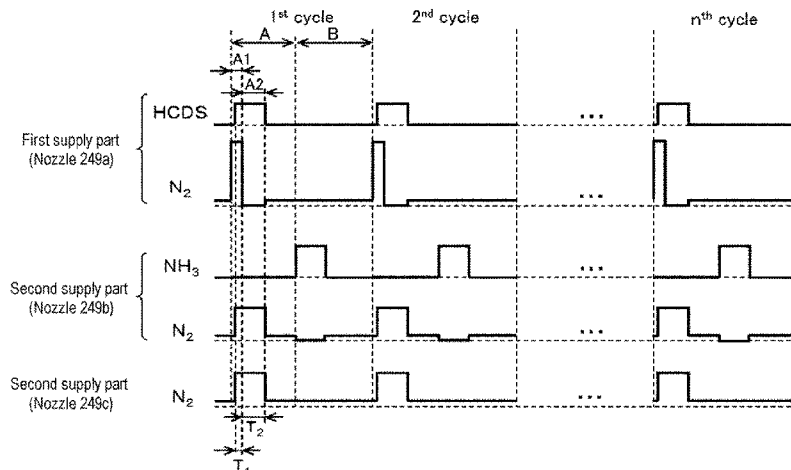 1st cycle
2nd cycle
nth cycle
A
B
A1
A2
HCDS
...
First supply part
(Nozzle 249a)
N2
...
NH3
...
Second supply part
(Nozzle 249b)
N2
...
Second supply part
(Nozzle 249c)
N2
...
T2
T1